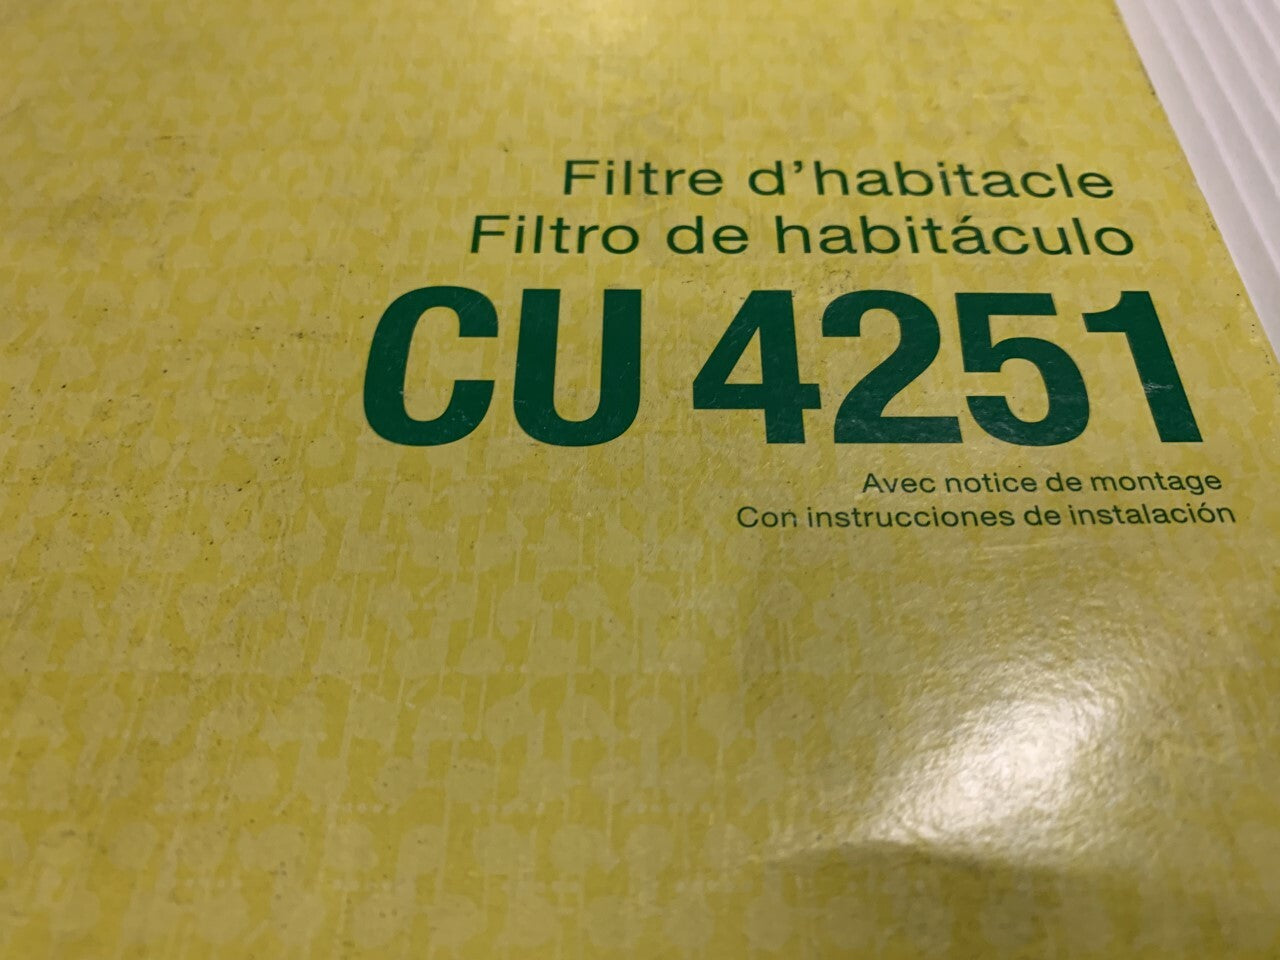 Filtre d'habitacle
Filtro de habitáculo
CU 4251
Avec notice de montage
Con instrucciones de instalación